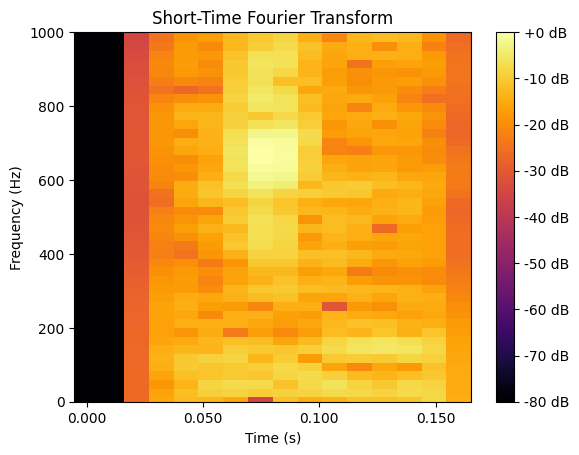 Short-Time Fourier Transform
1000
800
600
400
200
0
Frequency (Hz)
0.000
0.050
0.100
0.150
Time (s)
+0 dB
-10 dB
-20 dB
-30 dB
-40 dB
-50 dB
-60 dB
-70 dB
-80 dB